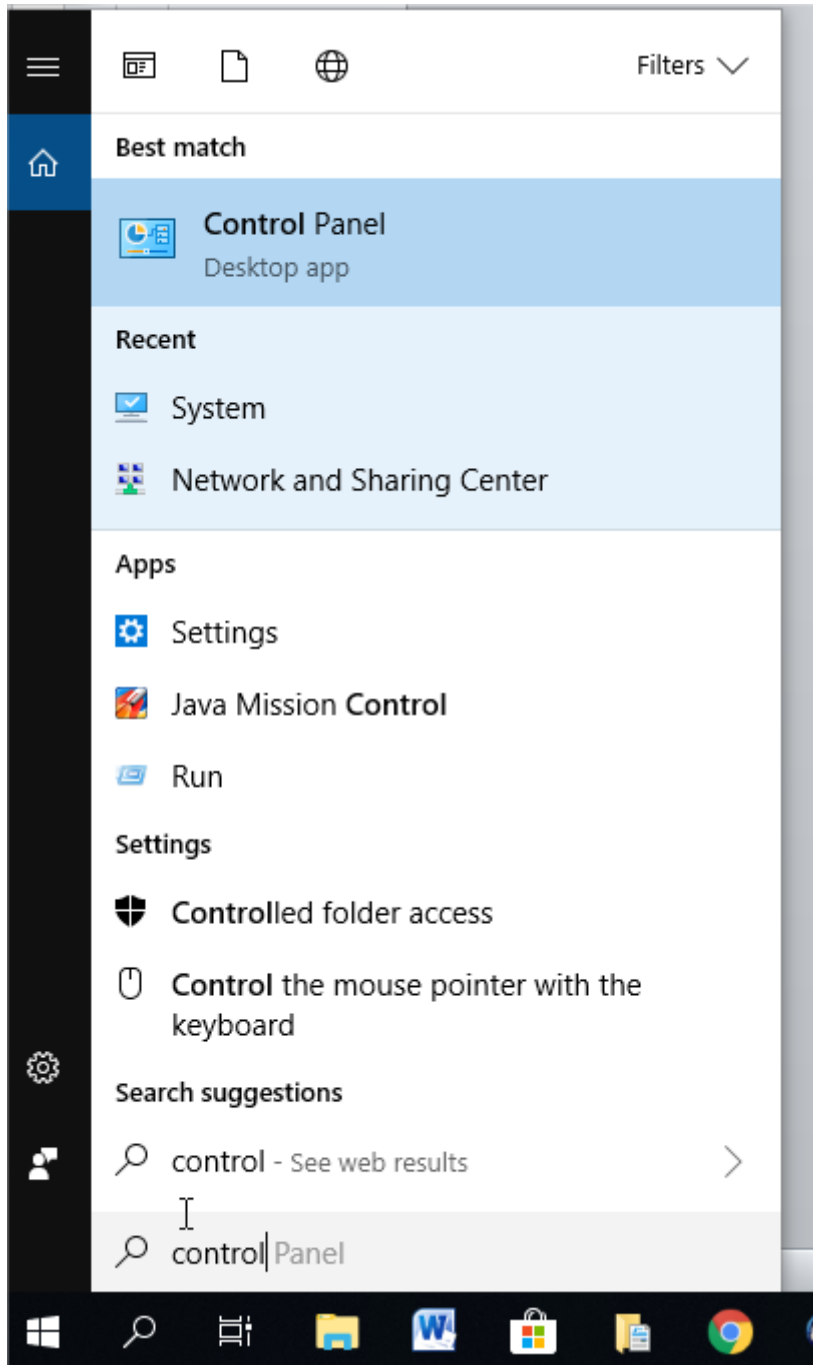 Filters
Best match
Control Panel
Desktop app
Recent
System
Network and Sharing Center
Apps
Settings
Java Mission Control
Run
Settings
Controlled folder access
Control the mouse pointer with the
keyboard
Search suggestions
control - See web results
control Panel
W